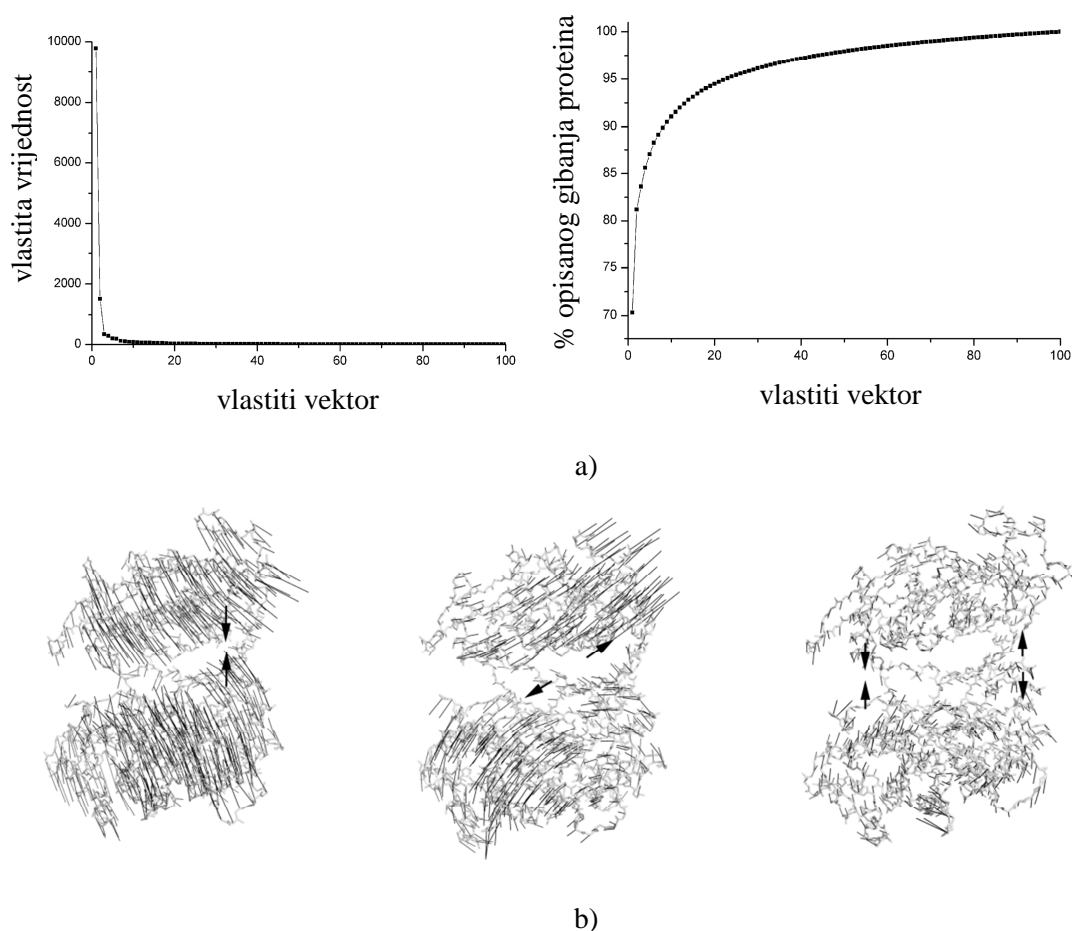 10000
8000
6000
4000
2000
0
vlastita vrijednost
0 20 40 60 80 100
vlastiti vektor
100
95
90
85
80
75
70
% opisanog gibanja proteina
0 20 40 60 80 100
vlastiti vektor
a)
b)